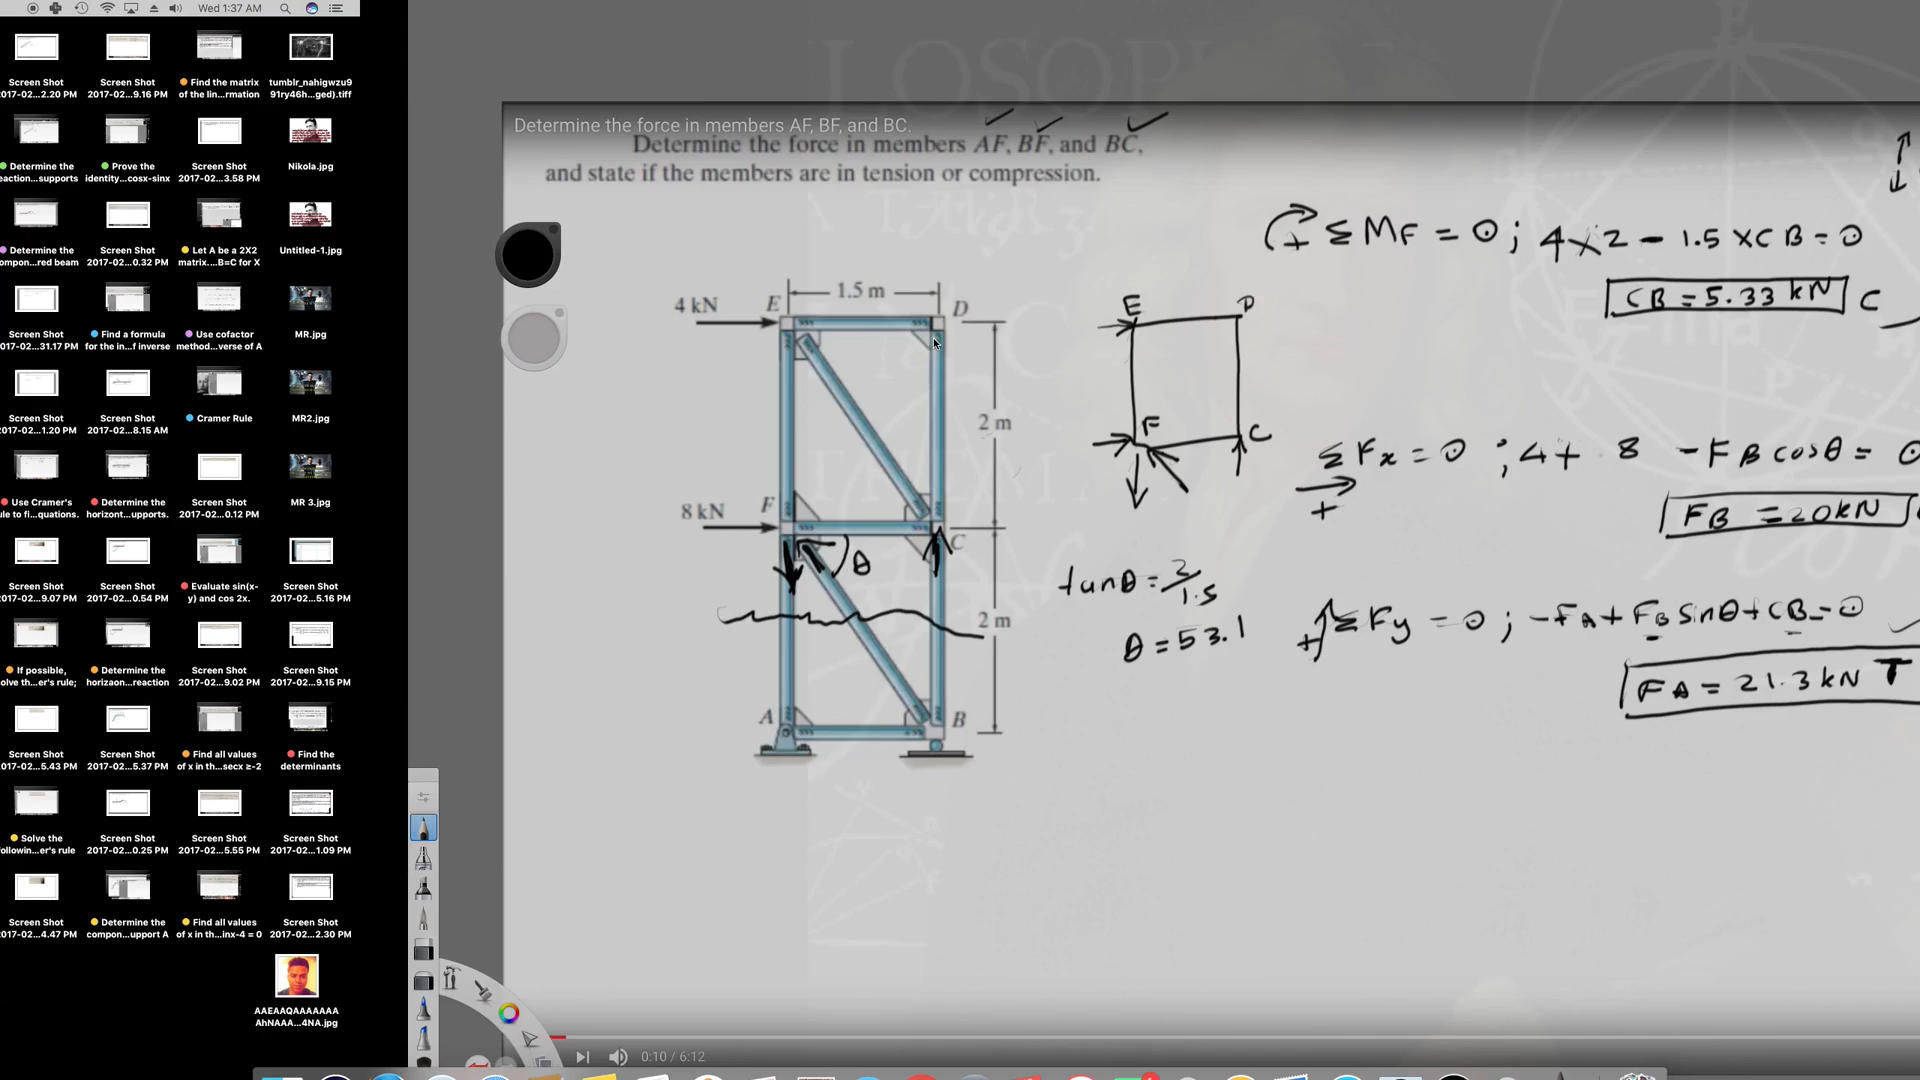 Wed 1:37 AM
Screen Shot
2017-02...2.20 PM
Screen Shot
2017-02...9.16 PM
Find the matrix
of the lin...rmation
tumblr_nahigwzu9
91ry46h...ged).tiff
Determine the
eaction...supports
Prove the
identity...cosx-sinx
Screen Shot
2017-02...3.58 PM
Nikola.jpg
Determine the
ompon...red beam
Screen Shot
2017-02...0.32 PM
Let A be a 2X2
matrix....B=C for X
Untitled-1.jpg
Screen Shot
2017-02...31.17 PM
Find a formula
for the in...f inverse
Use cofactor
method...verse of A
MR.jpg
Screen Shot
2017-02...1.20 PM
Screen Shot
2017-02...8.15 AM
Cramer Rule
MR2.jpg
Use Cramer's
ule to fi...quations.
Determine the
horizont...upports.
Screen Shot
2017-02...0.12 PM
MR 3.jpg
Screen Shot
2017-02...9.07 PM
Screen Shot
2017-02...0.54 PM
Evaluate sin(x-
y) and cos 2x.
Screen Shot
2017-02...5.16 PM
If possible,
olve th...er's rule;
Determine the
horizaon...reaction
Screen Shot
2017-02...9.02 PM
Screen Shot
2017-02...9.15 PM
Screen Shot
2017-02...5.43 PM
Screen Shot
2017-02...5.37 PM
Find all values
of x in th...secx ≥-2
Find the
determinants
Solve the
ollowin...er's rule
Screen Shot
2017-02...0.25 PM
Screen Shot
2017-02...5.55 PM
Screen Shot
2017-02...1.09 PM
Screen Shot
2017-02...4.47 PM
Determine the
compon...upport A
Find all values
of x in th...inx-4 = 0
Screen Shot
2017-02...2.30 PM
AAEAAQAAAAAAA
AhNAAA...4NA.jpg
Determine the force in members AF, BF, and BC.
Determine the force in members AF, BF, and BC,
and state if the members are in tension or compression.
4 kN
E
1.5 m
D
2 m
8 kN
F
C
θ
2 m
A
B
E D
F C
tanθ = 2/1.5
θ = 53.1
+ ΣMF = 0; 4×2 - 1.5×CB = 0
CB = 5.33 kN C
ΣFx = 0 ; 4 + 8 - FB cosθ = 0
+
FB = 20 kN
+ ΣFy = 0 ; -FA + FB sinθ + CB = 0
FA = 21.3 kN T
0:10 / 6:12